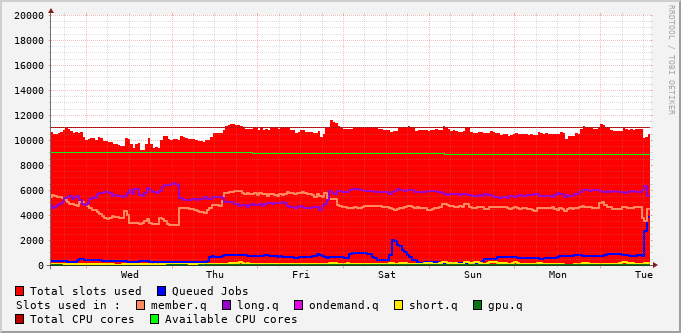 RRDTOOL / TOBI OETIKER
20000
18000
16000
14000
12000
10000
8000
6000
4000
2000
0
Wed Thu Fri Sat Sun Mon Tue
Total slots used Queued Jobs
Slots used in : member.q long.q ondemand.q short.q gpu.q
Total CPU cores Available CPU cores